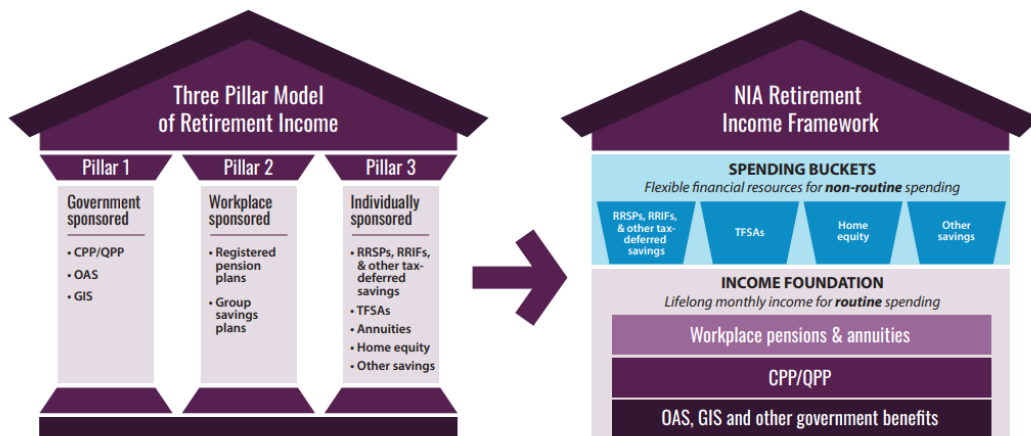 Three Pillar Model
of Retirement Income
Pillar 1
Government
sponsored
• CPP/QPP
• OAS
• GIS
Pillar 2
Workplace
sponsored
• Registered
pension
plans
• Group
savings
plans
Pillar 3
Individually
sponsored
• RRSPs, RRIFs,
& other tax-
deferred
savings
• TFSAs
• Annuities
• Home equity
• Other savings
NIA Retirement
Income Framework
SPENDING BUCKETS
Flexible financial resources for non-routine spending
RRSPs, RRIFs,
& other tax-
deferred
savings
TFSAs
Home
equity
Other
savings
INCOME FOUNDATION
Lifelong monthly income for routine spending
Workplace pensions & annuities
CPP/QPP
OAS, GIS and other government benefits